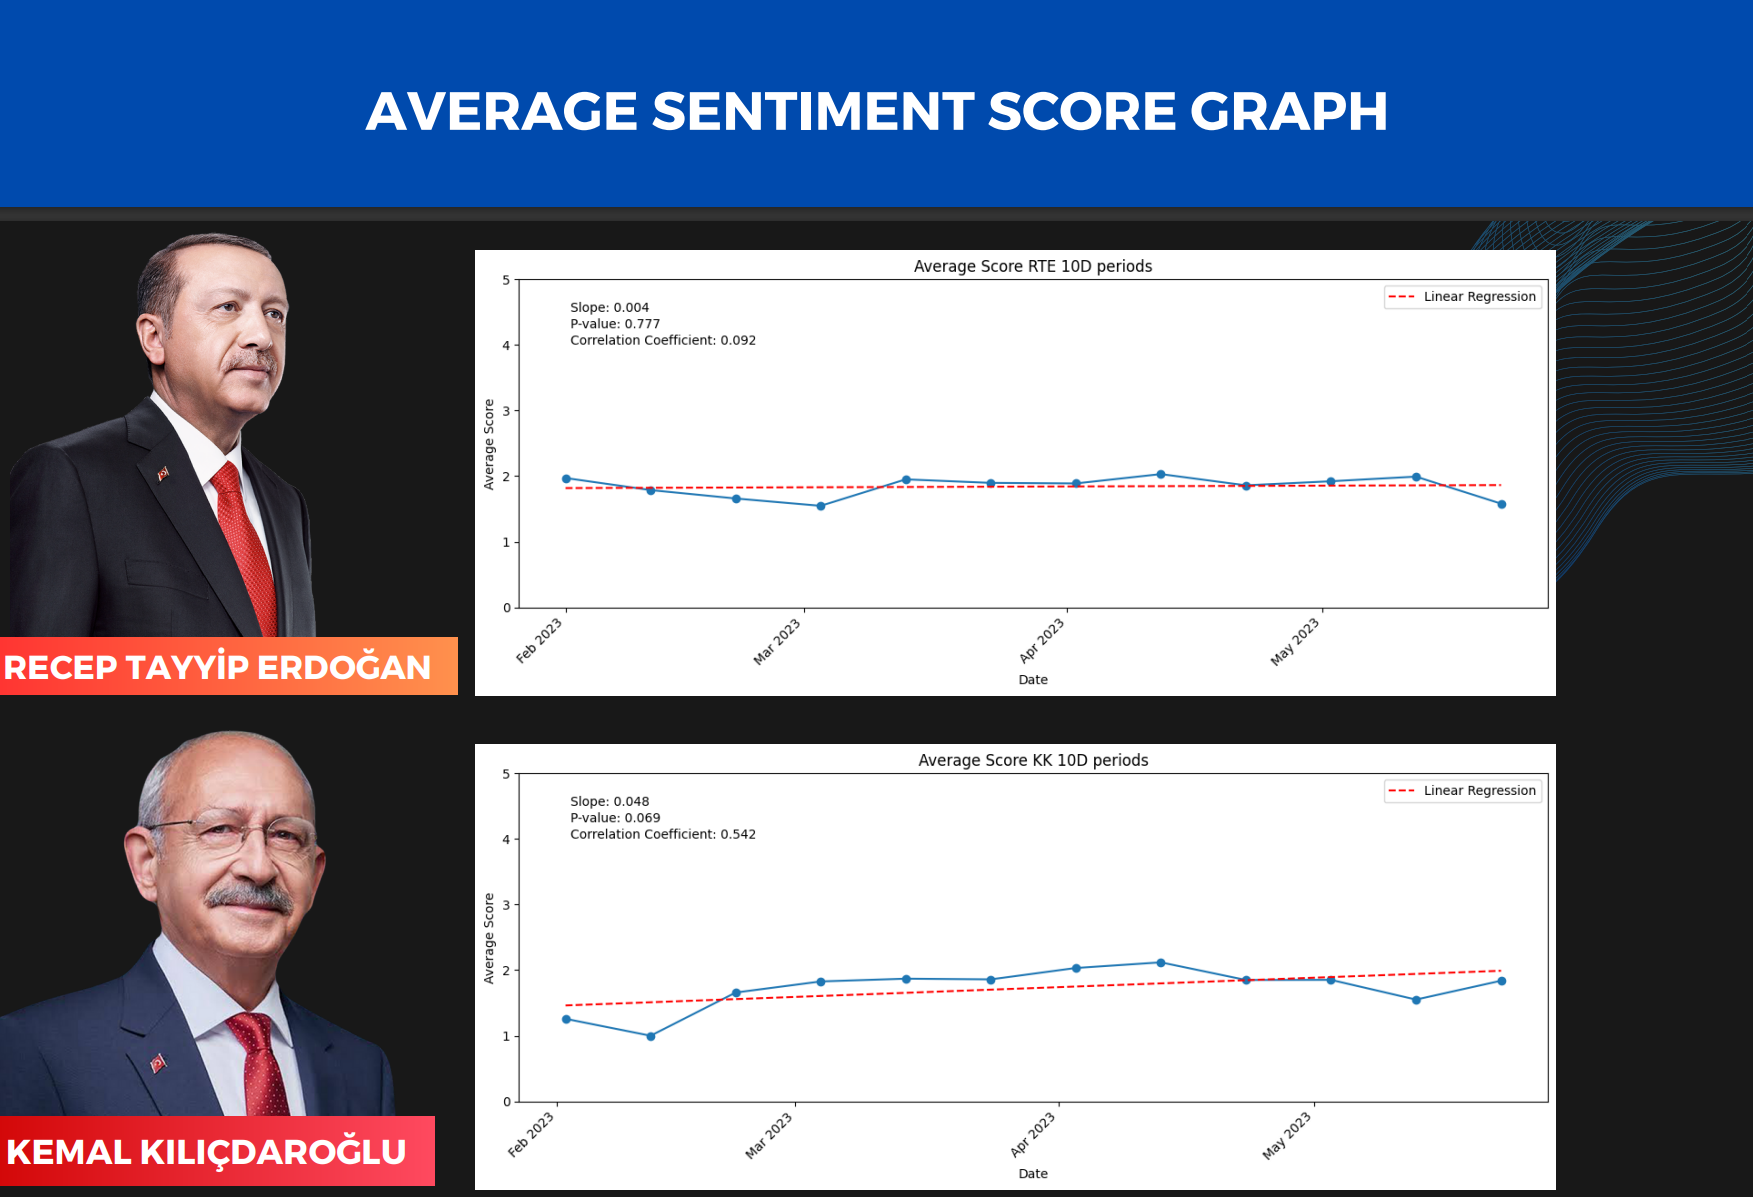 AVERAGE SENTIMENT SCORE GRAPH
Average Score RTE 10D periods
Linear Regression
Slope: 0.004
P-value: 0.777
Correlation Coefficient: 0.092
Average Score
5
4
3
2
1
0
Feb 2023
Mar 2023
Apr 2023
May 2023
Date
RECEP TAYYİP ERDOĞAN
Average Score KK 10D periods
Linear Regression
Slope: 0.048
P-value: 0.069
Correlation Coefficient: 0.542
Average Score
5
4
3
2
1
0
Feb 2023
Mar 2023
Apr 2023
May 2023
Date
KEMAL KILIÇDAROĞLU